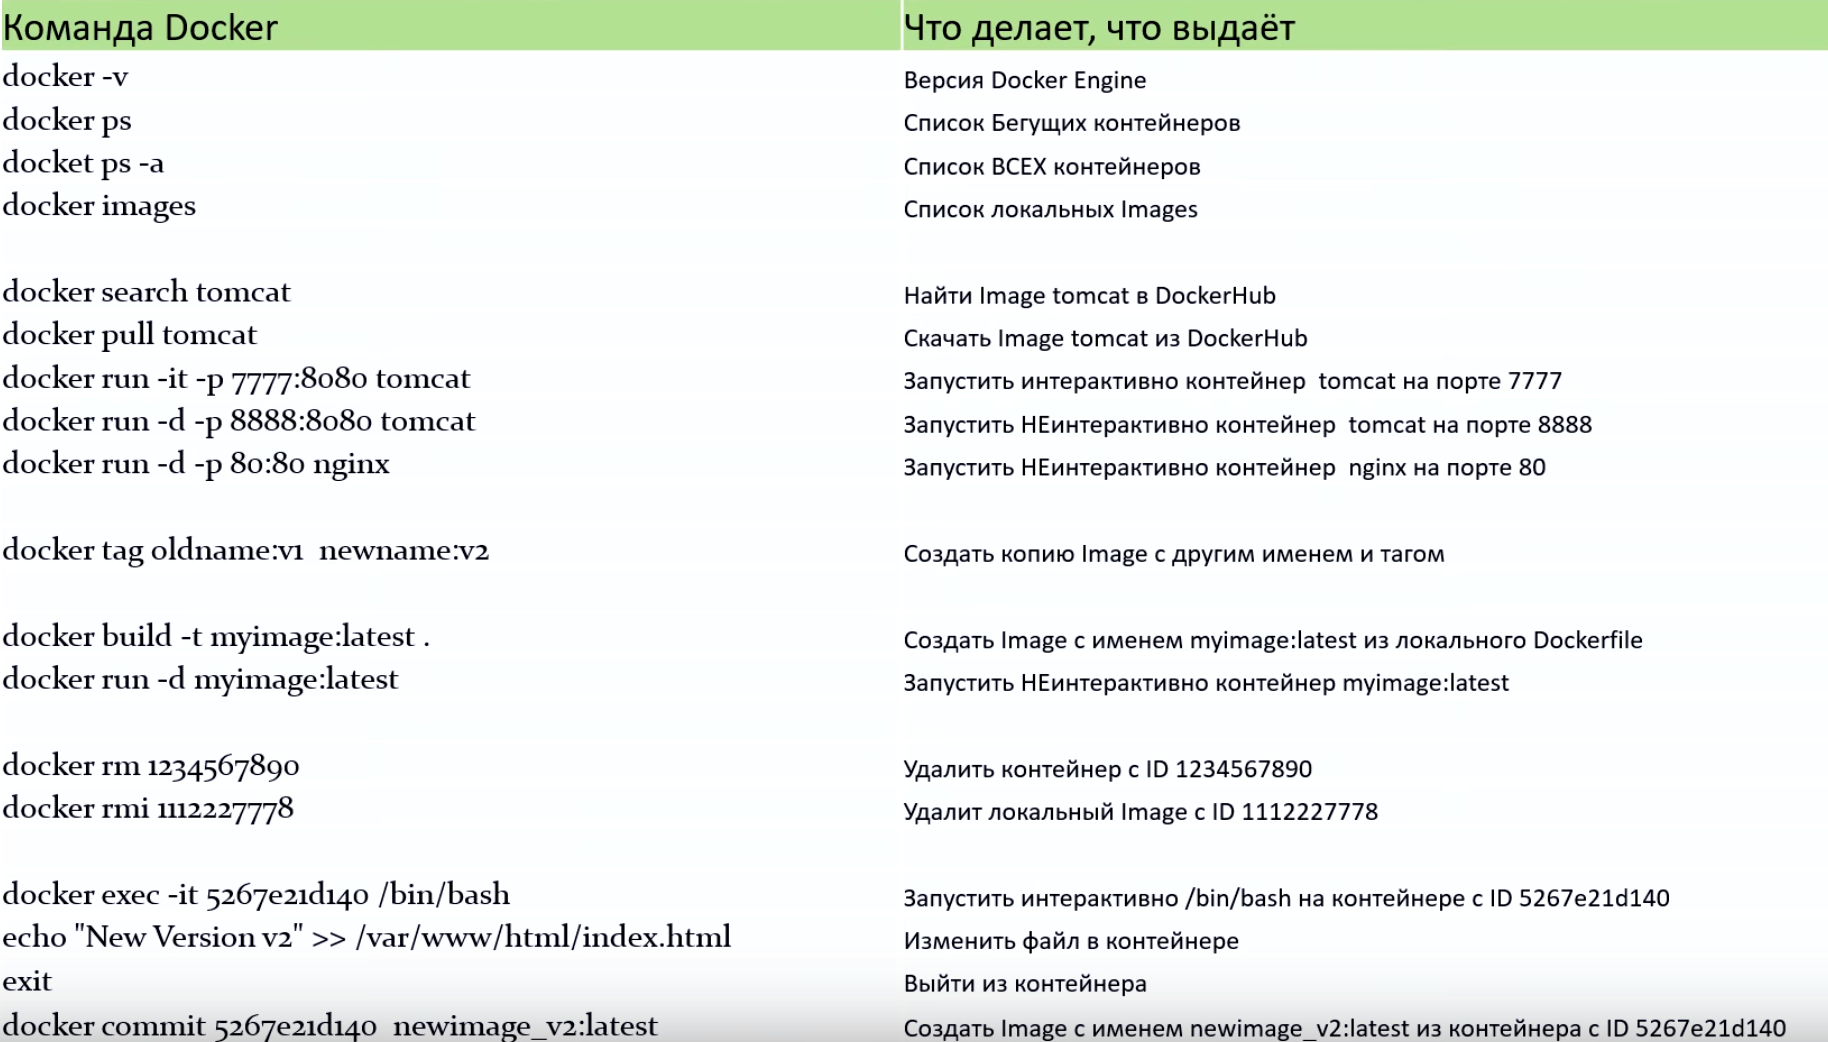 Команда Docker Что делает, что выдаёт
docker -v Версия Docker Engine
docker ps Список Бегущих контейнеров
docket ps -a Список ВСЕХ контейнеров
docker images Список локальных Images
docker search tomcat Найти Image tomcat в DockerHub
docker pull tomcat Скачать Image tomcat из DockerHub
docker run -it -p 7777:8080 tomcat Запустить интерактивно контейнер tomcat на порте 7777
docker run -d -p 8888:8080 tomcat Запустить НЕинтерактивно контейнер tomcat на порте 8888
docker run -d -p 80:80 nginx Запустить НЕинтерактивно контейнер nginx на порте 80
docker tag oldname:v1 newname:v2 Создать копию Image с другим именем и тагом
docker build -t myimage:latest . Создать Image с именем myimage:latest из локального Dockerfile
docker run -d myimage:latest Запустить НЕинтерактивно контейнер myimage:latest
docker rm 1234567890 Удалить контейнер с ID 1234567890
docker rmi 1112227778 Удалит локальный Image с ID 1112227778
docker exec -it 5267e21d140 /bin/bash Запустить интерактивно /bin/bash на контейнере с ID 5267e21d140
echo "New Version v2" >> /var/www/html/index.html Изменить файл в контейнере
exit Выйти из контейнера
docker commit 5267e21d140 newimage_v2:latest Создать Image с именем newimage_v2:latest из контейнера с ID 5267e21d140